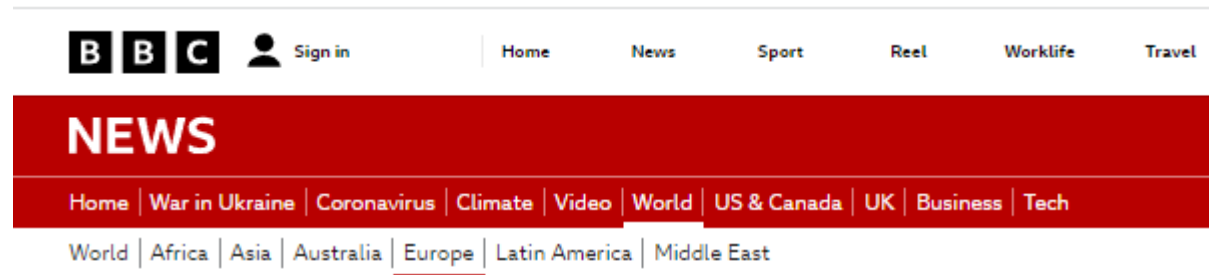 BBC Sign in Home News Sport Reel Worklife Travel
NEWS
Home War in Ukraine Coronavirus Climate Video World US & Canada UK Business Tech
World Africa Asia Australia Europe Latin America Middle East